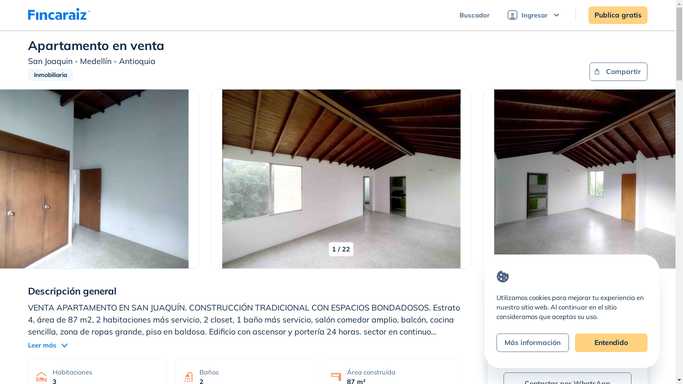 Fincaraiz
Buscador
Ingresar
Publica gratis
Apartamento en venta
San Joaquin - Medellín - Antioquia
Inmobiliaria
Compartir
1 / 22
Descripción general
VENTA APARTAMENTO EN SAN JUAQUÍN. CONSTRUCCIÓN TRADICIONAL CON ESPACIOS BONDADOSOS. Estrato
4, área de 87 m2, 2 habitaciones más servicio, 2 closet, 1 baño más servicio, salón comedor amplio, balcón, cocina
sencilla, zona de ropas grande, piso en baldosa. Edificio con ascensor y portería 24 horas. sector en continuo...
Leer más
Habitaciones
3
Baños
2
Área construida
87 m²
Utilizamos cookies para mejorar tu experiencia en
nuestro sitio web. Al continuar en el sitio
consideramos que aceptas su uso.
Más información
Entendido
Contactar por WhatsApp